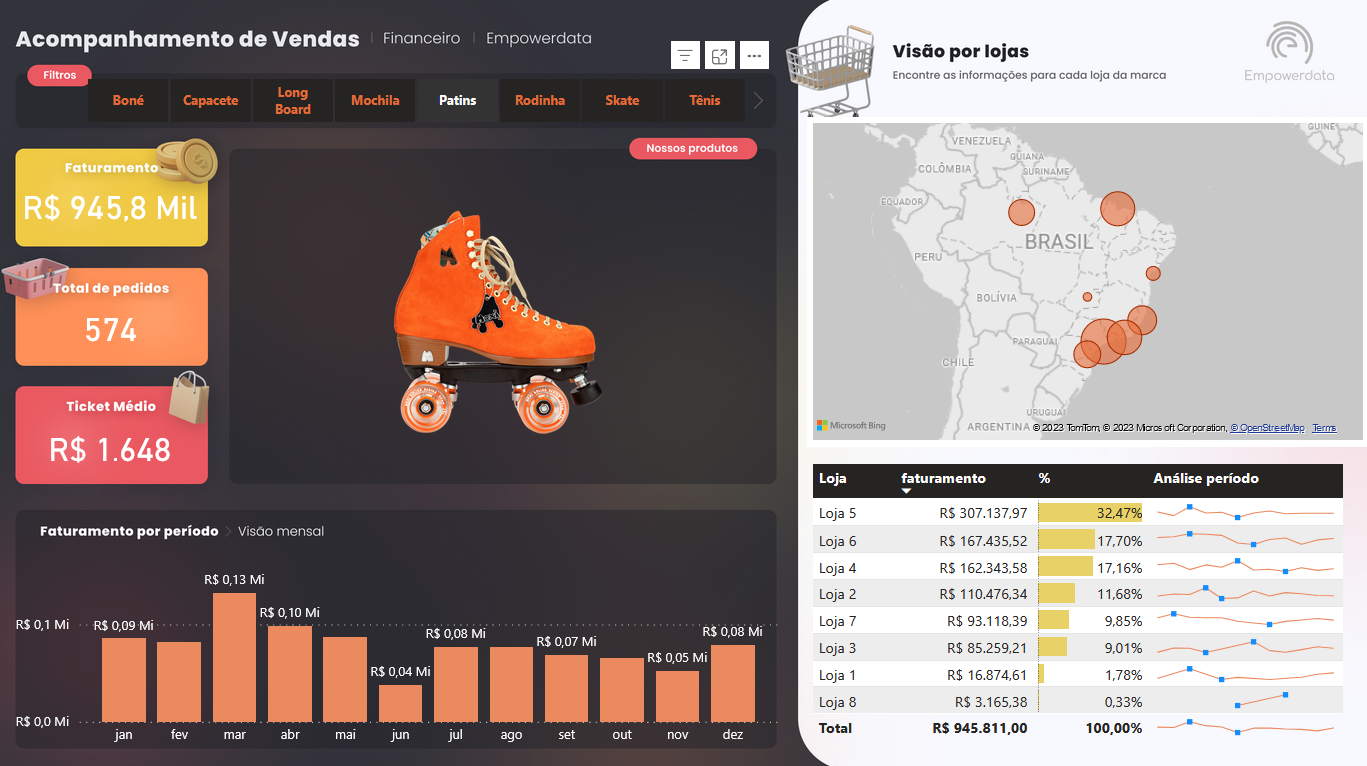 Acompanhamento de Vendas | Financeiro | Empowerdata
Filtros
Boné
Capacete
Long
Board
Mochila
Patins
Rodinha
Skate
Tênis
Faturamento
R$ 945,8 Mil
Total de pedidos
574
Ticket Médio
R$ 1.648
Nossos produtos
Faturamento por período > Visão mensal
R$ 0,1 Mi
R$ 0,0 Mi
R$ 0,09 Mi
R$ 0,13 Mi
R$ 0,10 Mi
R$ 0,04 Mi
R$ 0,08 Mi
R$ 0,07 Mi
R$ 0,05 Mi
R$ 0,08 Mi
jan fev mar abr mai jun jul ago set out nov dez
Visão por lojas
Encontre as informações para cada loja da marca
Empowerdata
VENEZUELA
GUIANA
SURINAME
COLÔMBIA
EQUADOR
BRASIL
PERU
BOLÍVIA
PARAGUAI
CHILE
URUGUAI
ARGENTINA
GUINE
Microsoft Bing
© 2023 TomTom, © 2023 Microsoft Corporation, © OpenStreetMap Terms
Loja faturamento % Análise período
Loja 5 R$ 307.137,97 32,47%
Loja 6 R$ 167.435,52 17,70%
Loja 4 R$ 162.343,58 17,16%
Loja 2 R$ 110.476,34 11,68%
Loja 7 R$ 93.118,39 9,85%
Loja 3 R$ 85.259,21 9,01%
Loja 1 R$ 16.874,61 1,78%
Loja 8 R$ 3.165,38 0,33%
Total R$ 945.811,00 100,00%